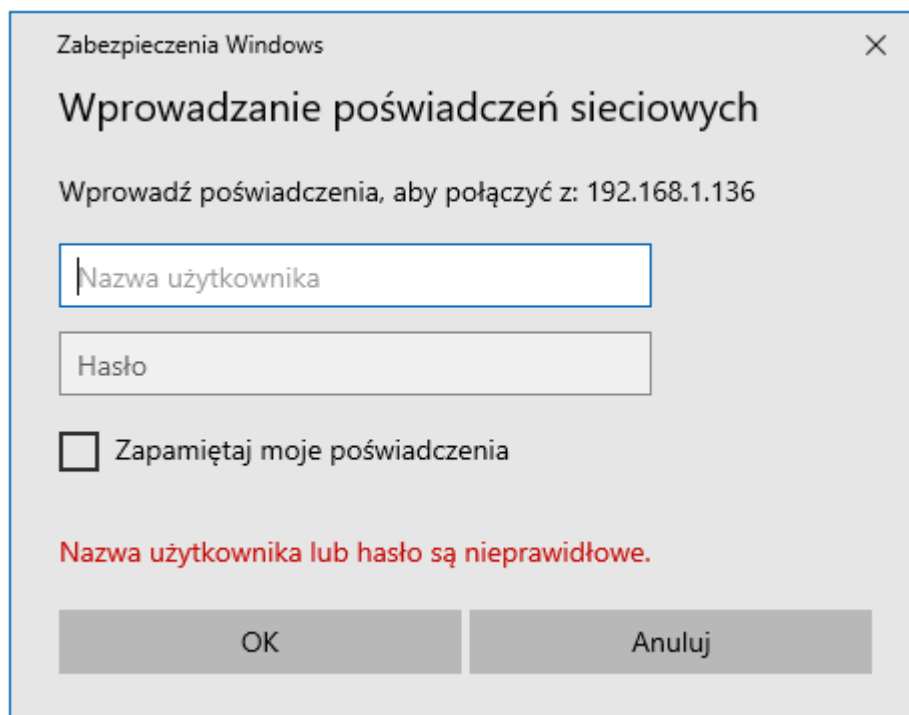 Zabezpieczenia Windows
Wprowadzanie poświadczeń sieciowych
Wprowadź poświadczenia, aby połączyć z: 192.168.1.136
Nazwa użytkownika
Hasło
Zapamiętaj moje poświadczenia
Nazwa użytkownika lub hasło są nieprawidłowe.
OK Anuluj